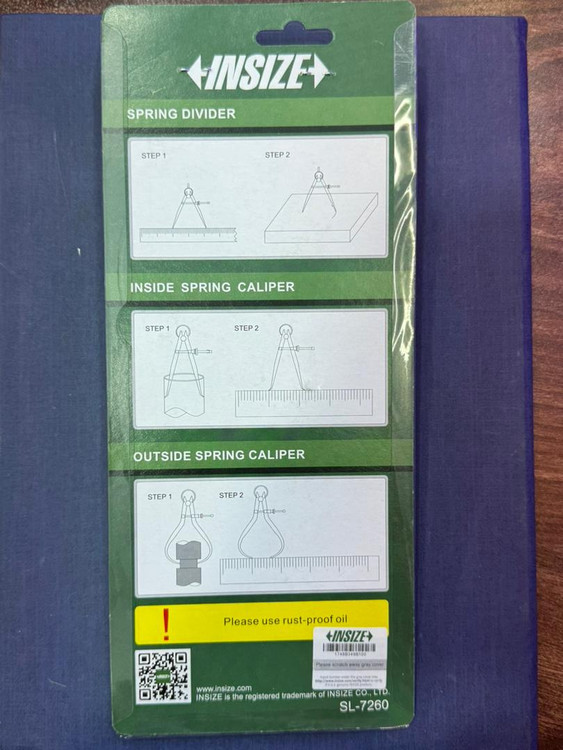 INSIZE
SPRING DIVIDER
STEP 1 STEP 2
INSIDE SPRING CALIPER
STEP 1 STEP 2
OUTSIDE SPRING CALIPER
STEP 1 STEP 2
! Please use rust-proof oil
INSIZE
Please scratch away gray cover
www.insize.com
INSIZE is the registered trademark of INSIZE CO., LTD.
SL-7260